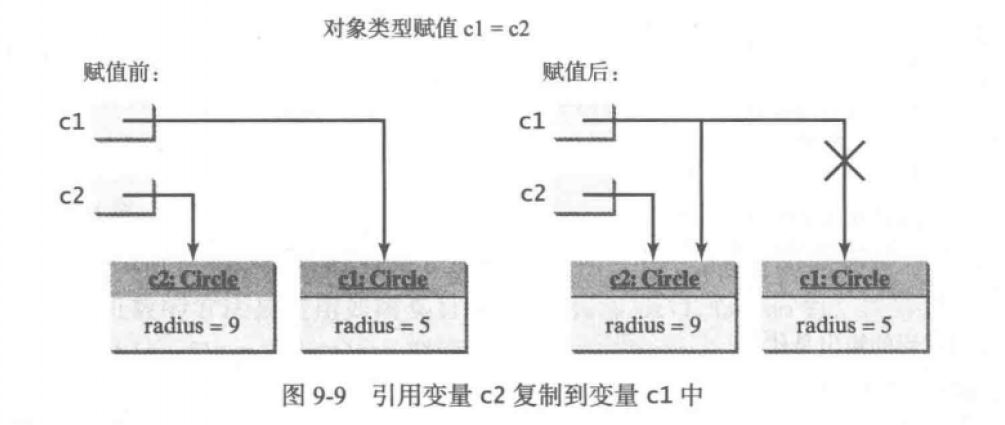 对象类型赋值 c1 = c2
赋值前：
赋值后：
c1
c2
c2: Circle
radius = 9
c1: Circle
radius = 5
c1
c2
c2: Circle
radius = 9
c1: Circle
radius = 5
图 9-9 引用变量 c2 复制到变量 c1 中